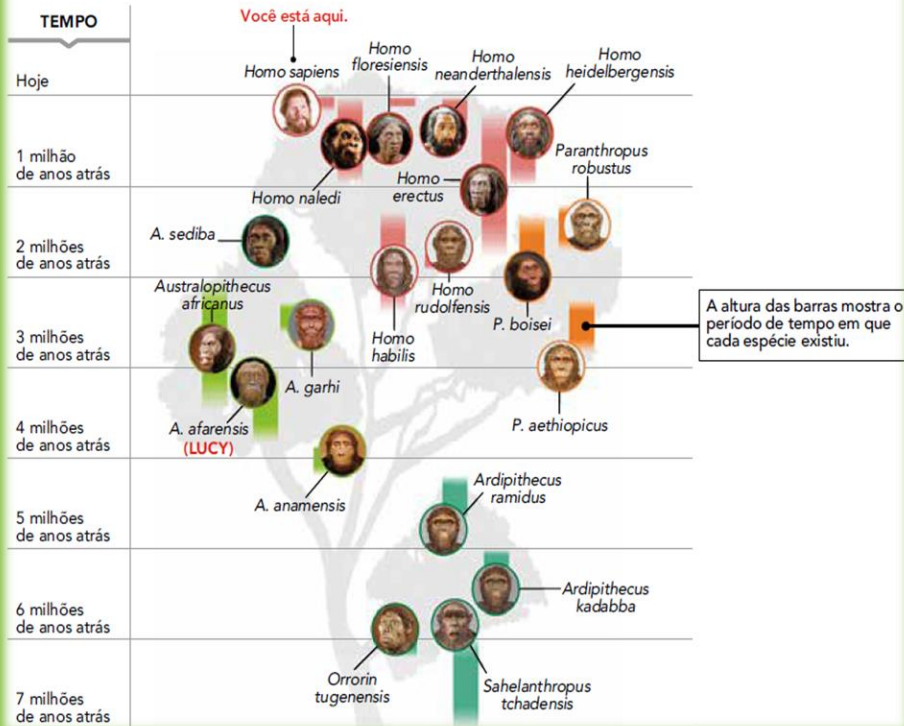 TEMPO
Você está aqui.
Hoje
Homo sapiens
Homo
floresiensis
Homo
neanderthalensis
Homo
heidelbergensis
1 milhão
de anos atrás
Homo naledi
Homo
erectus
Paranthropus
robustus
A. sediba
2 milhões
de anos atrás
Australopithecus
africanus
Homo
habilis
Homo
rudolfensis
P. boisei
A altura das barras mostra o
período de tempo em que
cada espécie existiu.
3 milhões
de anos atrás
A. garhi
P. aethiopicus
4 milhões
de anos atrás
A. afarensis
(LUCY)
A. anamensis
Ardipithecus
ramidus
5 milhões
de anos atrás
Ardipithecus
kadabba
6 milhões
de anos atrás
Orrorin
tugenensis
Sahelanthropus
tchadensis
7 milhões
de anos atrás